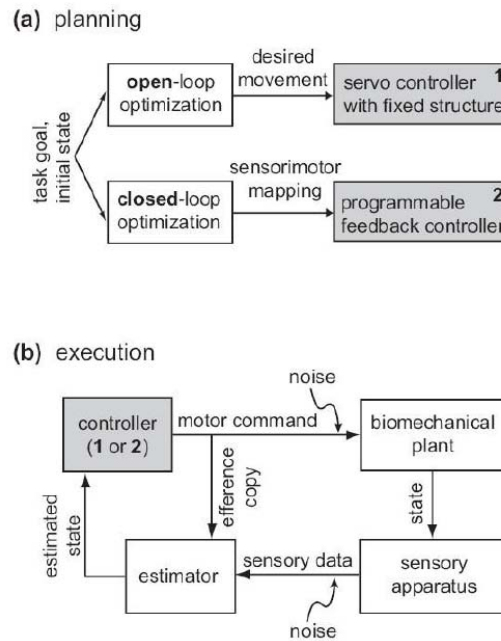 (a) planning
task goal,
initial state
open-loop
optimization
desired
movement
servo controller
with fixed structure
1
closed-loop
optimization
sensorimotor
mapping
programmable
feedback controller
2
(b) execution
controller
(1 or 2)
motor command
noise
biomechanical
plant
estimated
state
efference
copy
state
estimator
sensory data
noise
sensory
apparatus